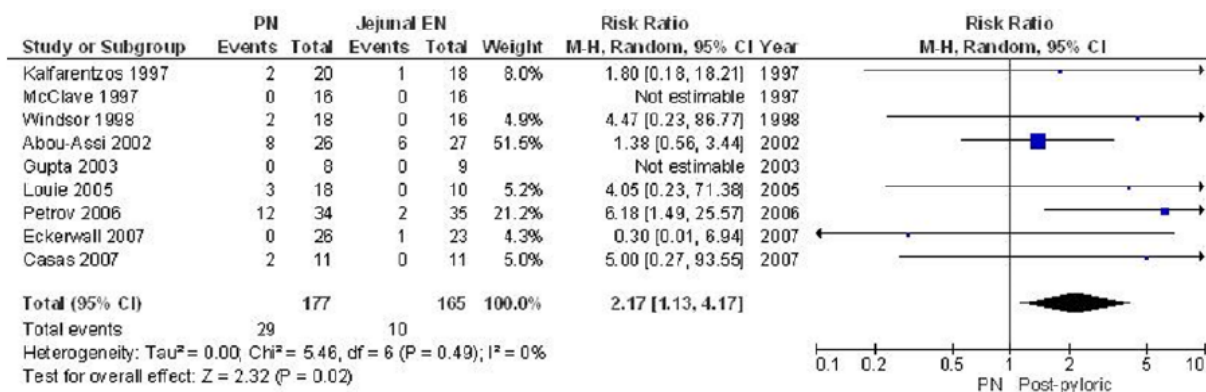 PN Jejunal EN Risk Ratio Risk Ratio
Study or Subgroup Events Total Events Total Weight M-H, Random, 95% CI Year M-H, Random, 95% CI
Kalfarentzos 1997 2 20 1 18 8.0% 1.80 [0.18, 18.21] 1997
McClave 1997 0 16 0 16 Not estimable 1997
Windsor 1998 2 18 0 16 4.9% 4.47 [0.23, 86.77] 1998
Abou-Assi 2002 8 26 6 27 51.5% 1.38 [0.56, 3.44] 2002
Gupta 2003 0 8 0 9 Not estimable 2003
Louie 2005 3 18 0 10 5.2% 4.05 [0.23, 71.38] 2005
Petrov 2006 12 34 2 35 21.2% 6.18 [1.49, 25.57] 2006
Eckerwall 2007 0 26 1 23 4.3% 0.30 [0.01, 6.94] 2007
Casas 2007 2 11 0 11 5.0% 5.00 [0.27, 93.55] 2007
Total (95% CI) 177 165 100.0% 2.17 [1.13, 4.17]
Total events 29 10
Heterogeneity: Tau² = 0.00; Chi² = 5.46, df = 6 (P = 0.49); I² = 0%
Test for overall effect: Z = 2.32 (P = 0.02)
0.1 0.2 0.5 1 2 5 10
PN Post-pyloric